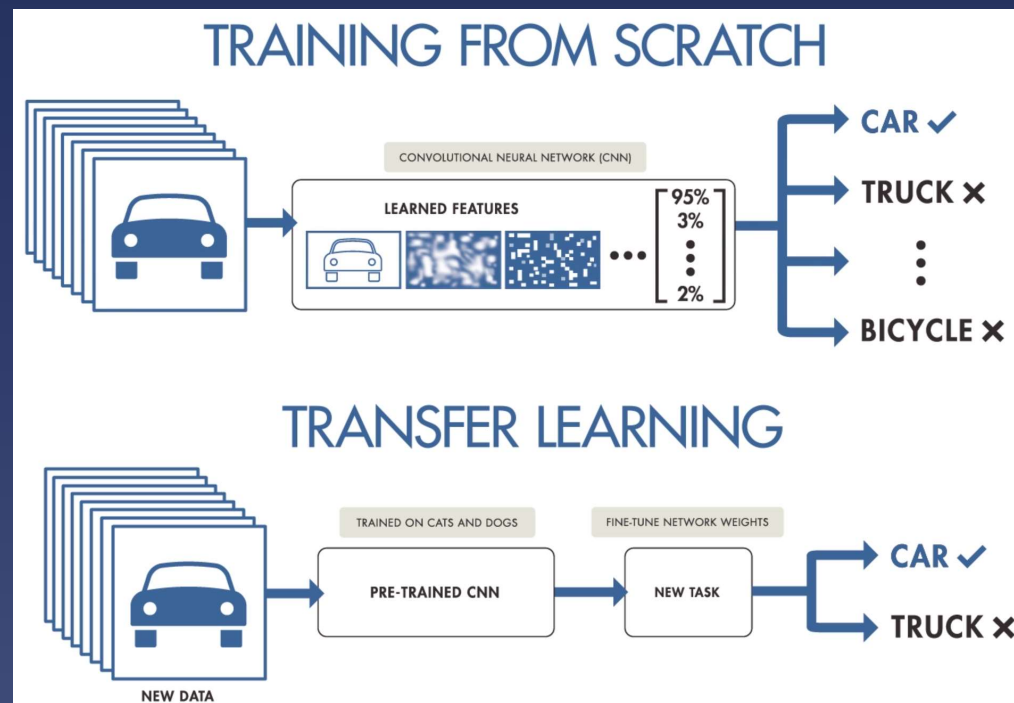 TRAINING FROM SCRATCH
CONVOLUTIONAL NEURAL NETWORK (CNN)
LEARNED FEATURES
95%
3%
2%
CAR ✓
TRUCK ✕
BICYCLE ✕
TRANSFER LEARNING
TRAINED ON CATS AND DOGS
FINE-TUNE NETWORK WEIGHTS
PRE-TRAINED CNN
NEW TASK
CAR ✓
TRUCK ✕
NEW DATA